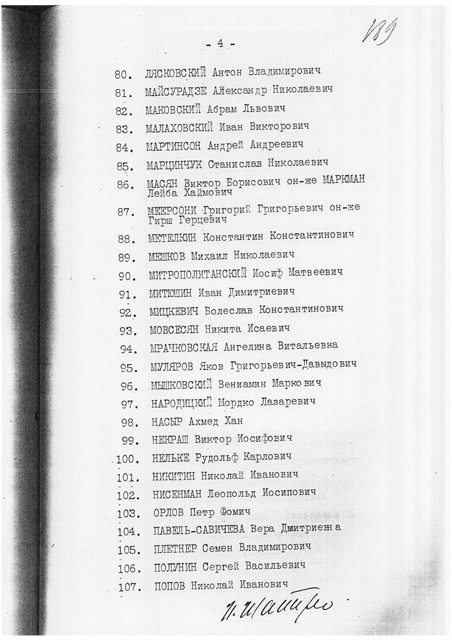 - 4 -
189
80. ЛЯСКОВСКИЙ Антон Владимирович
81. МАЙСУРАДЗЕ Александр Николаевич
82. МАКОВСКИЙ Абрам Львович
83. МАЛАХОВСКИЙ Иван Викторович
84. МАРТИНСОН Андрей Андреевич
85. МАРЦИНЧУК Станислав Николаевич
86. МАСЯН Виктор Борисович он-же МАРКМАН
Лейба Хаймович
87. МЕЕРСОНИ Григорий Григорьевич он-же
Гирш Герцевич
88. МЕТЕЛКИН Константин Константинович
89. МЕШКОВ Михаил Николаевич
90. МИТРОПОЛИТАНСКИЙ Иосиф Матвеевич
91. МИТЮШИН Иван Димитриевич
92. МИЦКЕВИЧ Болеслав Константинович
93. МОВСЕСЯН Никита Исаевич
94. МРАЧКОВСКАЯ Ангелина Витальевна
95. МУЛЯРОВ Яков Григорьевич-Давыдович
96. МЫШКОВСКИЙ Вениамин Маркович
97. НАРОДИЦКИЙ Мордко Лазаревич
98. НАСЫР Ахмед Хан
99. НЕКРАШ Виктор Иосифович
100. НЕЛЬКЕ Рудольф Карлович
101. НИКИТИН Николай Иванович
102. НИСЕНМАН Леопольд Иосипович
103. ОРЛОВ Петр Фомич
104. ПАВЕЛЬ-САВИЧЕВА Вера Дмитриевна
105. ПЛЕТНЕР Семен Владимирович
106. ПОЛУНИН Сергей Васильевич
107. ПОПОВ Николай Иванович